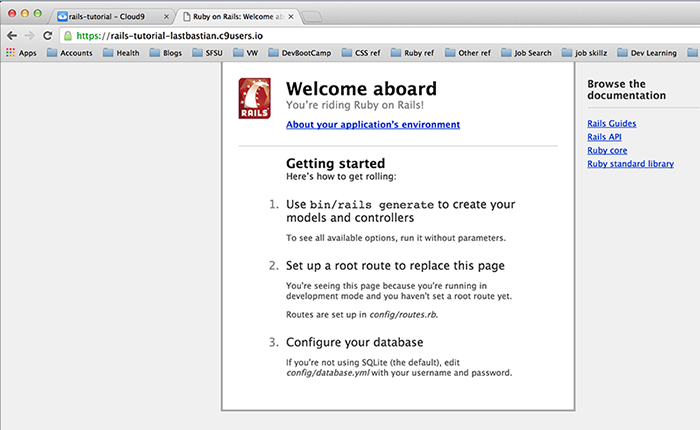 rails-tutorial - Cloud9
Ruby on Rails: Welcome ab
https://rails-tutorial-lastbastian.c9users.io
Apps Accounts Health Blogs SFSU VW DevBootCamp CSS ref Ruby ref Other ref Job Search job skillz Dev Learning
RAILS
Welcome aboard
You're riding Ruby on Rails!
About your application's environment
Getting started
Here's how to get rolling:
1. Use bin/rails generate to create your
models and controllers
To see all available options, run it without parameters.
2. Set up a root route to replace this page
You're seeing this page because you're running in
development mode and you haven't set a root route yet.
Routes are set up in config/routes.rb.
3. Configure your database
If you're not using SQLite (the default), edit
config/database.yml with your username and password.
Browse the
documentation
Rails Guides
Rails API
Ruby core
Ruby standard library